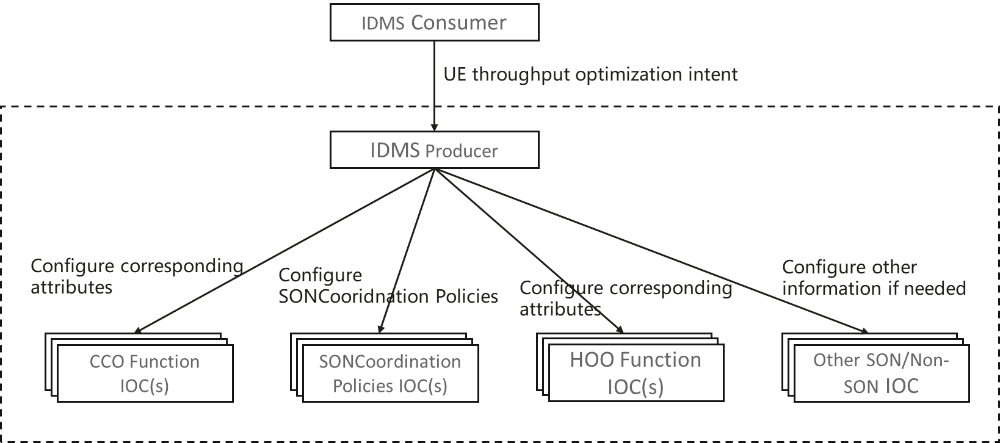 IDMS Consumer
UE throughput optimization intent
IDMS Producer
Configure corresponding
attributes
Configure
SONCooridnation Policies
Configure corresponding
attributes
Configure other
information if needed
CCO Function
IOC(s)
SONCoordination
Policies IOC(s)
HOO Function
IOC(s)
Other SON/Non-
SON IOC